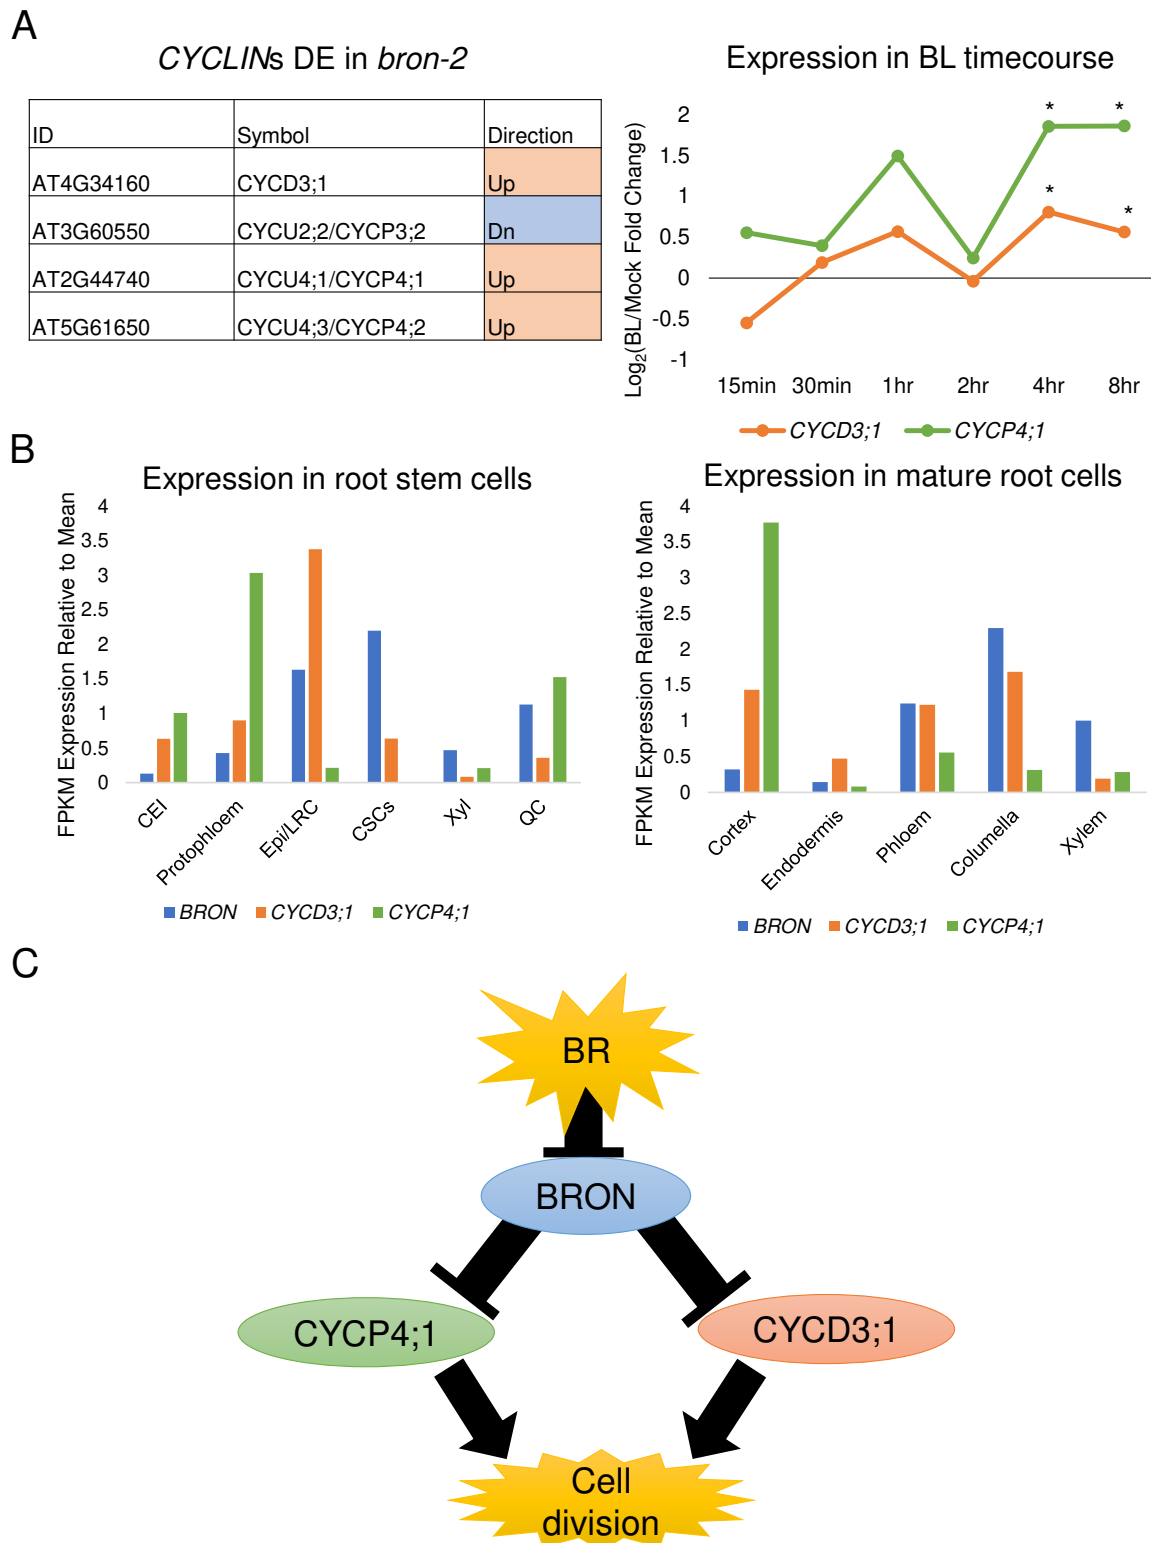 A
CYCLINs DE in bron-2
ID Symbol Direction
AT4G34160 CYCD3;1 Up
AT3G60550 CYCU2;2/CYCP3;2 Dn
AT2G44740 CYCU4;1/CYCP4;1 Up
AT5G61650 CYCU4;3/CYCP4;2 Up
Expression in BL timecourse
Log2(BL/Mock Fold Change)
2
1.5
1
0.5
0
-0.5
-1
* *
* *
15min 30min 1hr 2hr 4hr 8hr
CYCD3;1 CYCP4;1
B
Expression in root stem cells
FPKM Expression Relative to Mean
4
3.5
3
2.5
2
1.5
1
0.5
0
CEI Protophloem Epi/LRC CSCs Xyl QC
BRON CYCD3;1 CYCP4;1
Expression in mature root cells
FPKM Expression Relative to Mean
4
3.5
3
2.5
2
1.5
1
0.5
0
Cortex Endodermis Phloem Columella Xylem
BRON CYCD3;1 CYCP4;1
C
BR
BRON
CYCP4;1 CYCD3;1
Cell
division